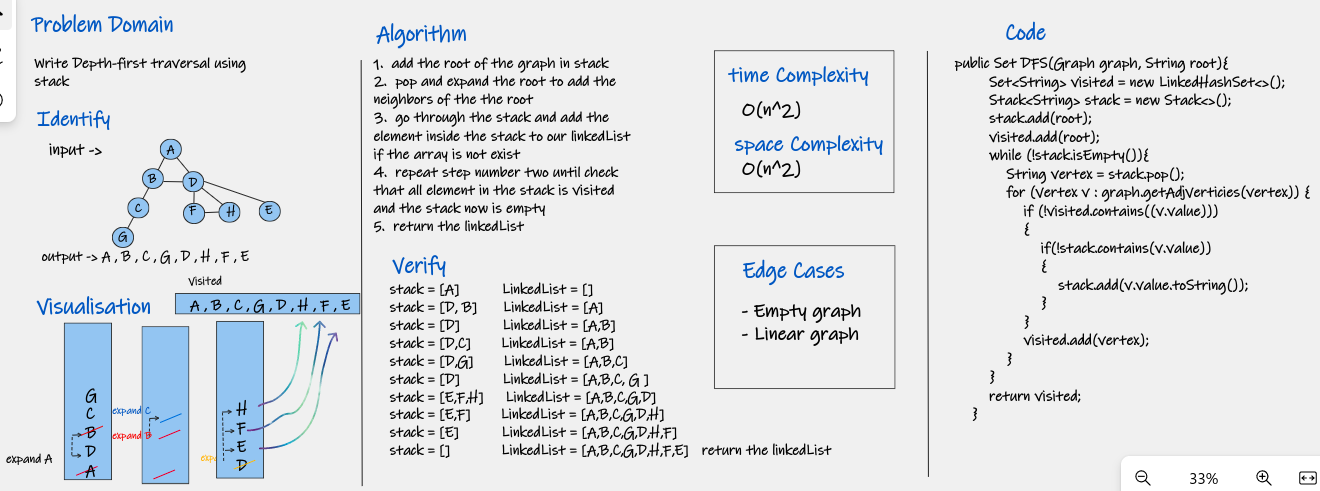 Problem Domain
Write Depth-first traversal using
stack
Identify
input ->
A
B
D
C
F
H
E
G
output -> A, B, C, G, D, H, F, E
Visited
Visualisation
A, B, C, G, D, H, F, E
G
C
B
D
A
expand A
expand C
expand B
H
F
E
D
Algorithm
1. add the root of the graph in stack
2. pop and expand the root to add the
neighbors of the the root
3. go through the stack and add the
element inside the stack to our linkedList
if the array is not exist
4. repeat step number two until check
that all element in the stack is visited
and the stack now is empty
5. return the linkedList
Verify
stack = [A] LinkedList = []
stack = [D, B] LinkedList = [A]
stack = [D] LinkedList = [A,B]
stack = [D,C] LinkedList = [A,B]
stack = [D,G] LinkedList = [A,B,C]
stack = [D] LinkedList = [A,B,C, G ]
stack = [E,F,H] LinkedList = [A,B,C,G,D]
stack = [E,F] LinkedList = [A,B,C,G,D,H]
stack = [E] LinkedList = [A,B,C,G,D,H,F]
stack = [] LinkedList = [A,B,C,G,D,H,F,E] return the linkedList
time Complexity
O(n^2)
space Complexity
O(n^2)
Edge Cases
- Empty graph
- Linear graph
Code
public Set DFS(Graph graph, String root){
Set<String> visited = new LinkedHashSet<>();
Stack<String> stack = new Stack<>();
stack.add(root);
visited.add(root);
while (!stack.isEmpty()){
String vertex = stack.pop();
for (Vertex v : graph.getAdjVerticies(vertex)) {
if (!visited.contains((v.value)))
{
if(!stack.contains(v.value))
{
stack.add(v.value.toString());
}
}
visited.add(vertex);
}
}
return visited;
}
33%